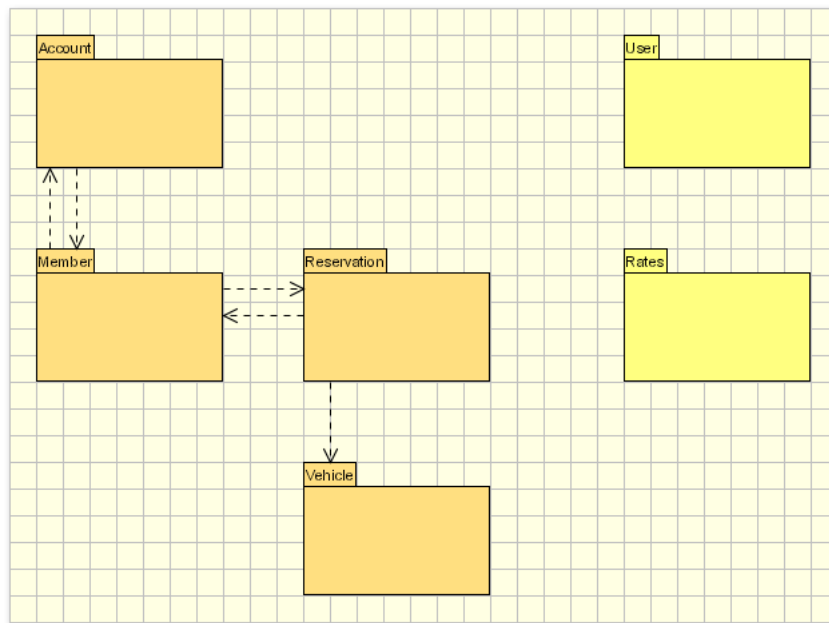 Account
User
Member
Reservation
Rates
Vehicle